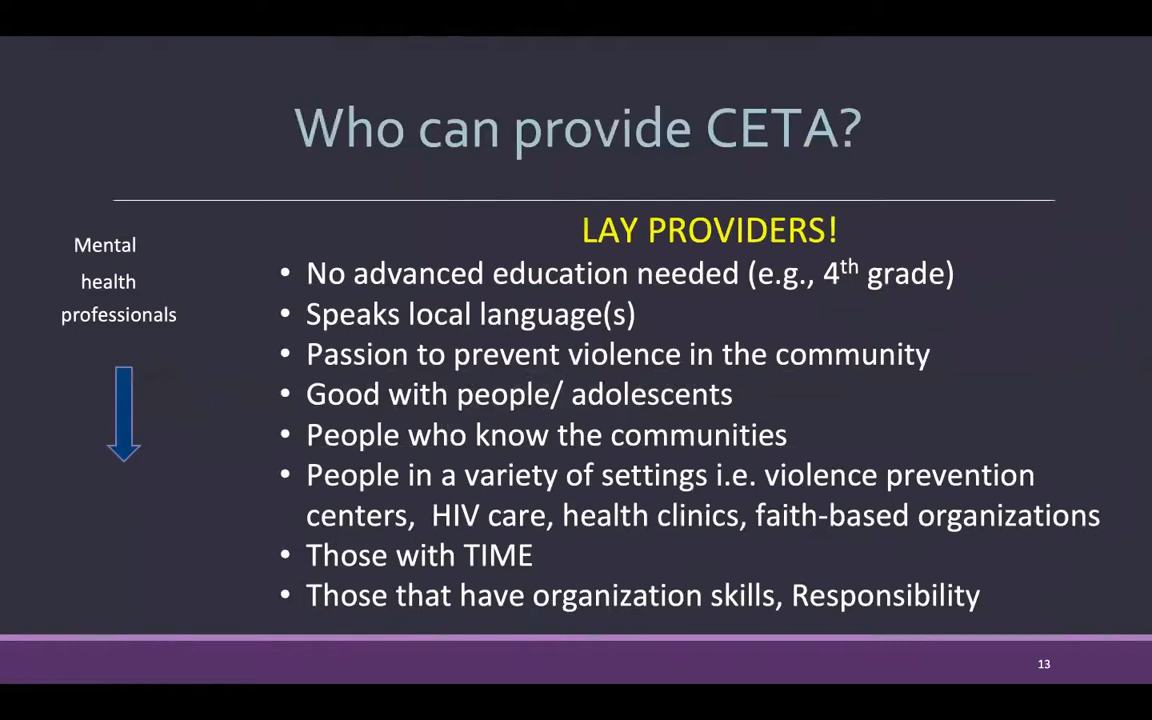 Who can provide CETA?
Mental
health
professionals
LAY PROVIDERS!
• No advanced education needed (e.g., 4th grade)
• Speaks local language(s)
• Passion to prevent violence in the community
• Good with people/ adolescents
• People who know the communities
• People in a variety of settings i.e. violence prevention
centers, HIV care, health clinics, faith-based organizations
• Those with TIME
• Those that have organization skills, Responsibility
13